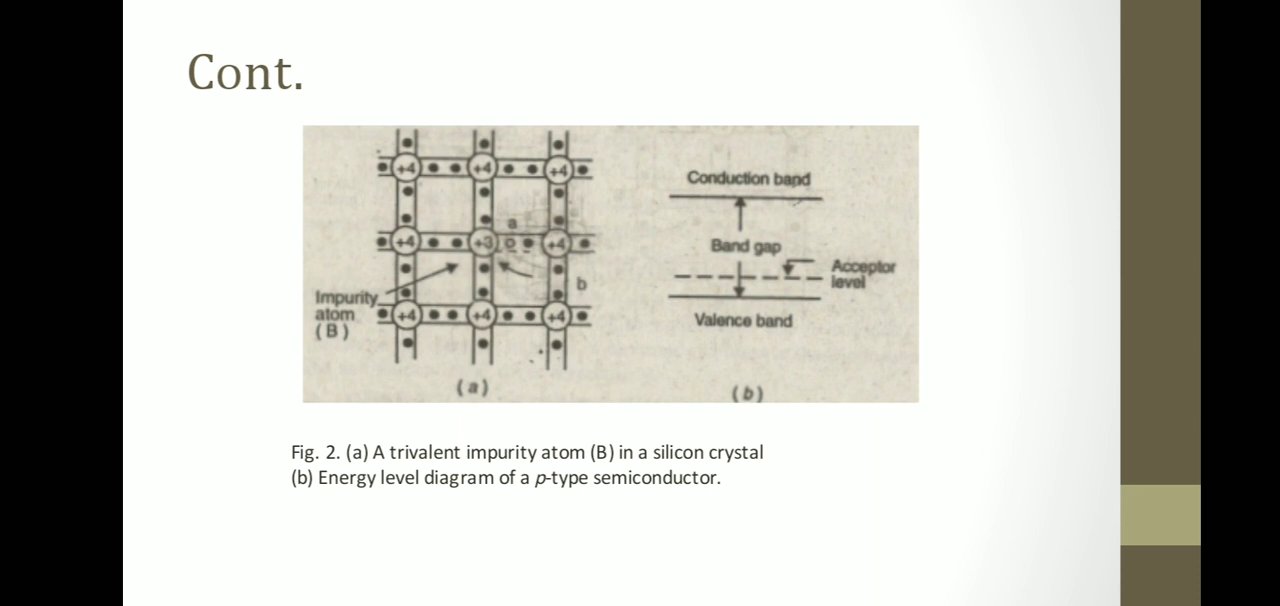 Cont.
+4 +4 +4
a
+4 +3 +4
b
Impurity
atom
(B)
+4 +4 +4
(a)
Conduction band
Band gap
Acceptor
level
Valence band
(b)
Fig. 2. (a) A trivalent impurity atom (B) in a silicon crystal
(b) Energy level diagram of a p-type semiconductor.